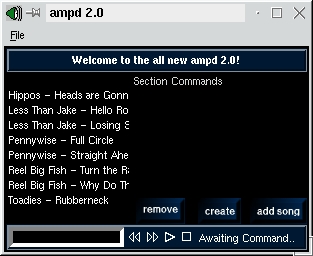 ampd 2.0
File
Welcome to the all new ampd 2.0!
Section Commands
Hippos - Heads are Gonn
Less Than Jake - Hello Ro
Less Than Jake - Losing S
Pennywise - Full Circle
Pennywise - Straight Ahe
Reel Big Fish - Turn the Ra
Reel Big Fish - Why Do Th
Toadies - Rubberneck
remove create add song
Awaiting Command..